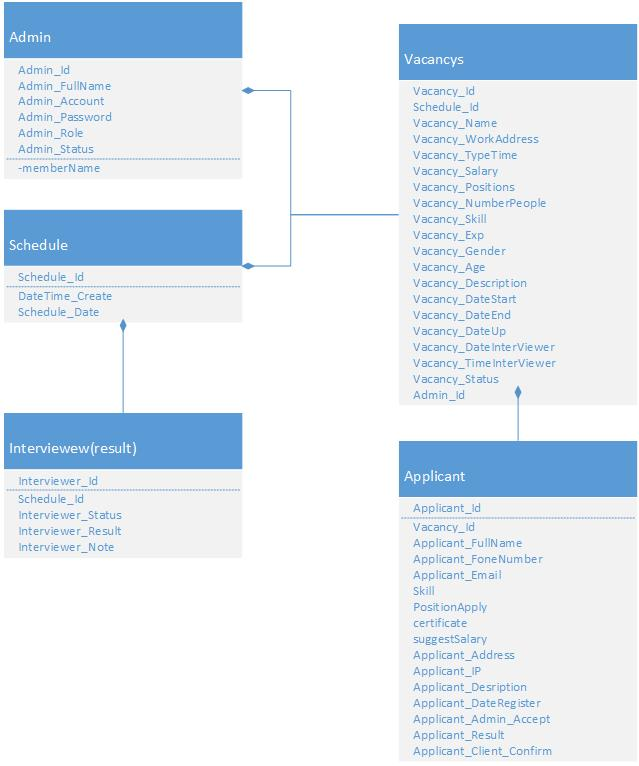 Admin
Admin_Id
Admin_FullName
Admin_Account
Admin_Password
Admin_Role
Admin_Status
-memberName
Schedule
Schedule_Id
DateTime_Create
Schedule_Date
Interviewew(result)
Interviewer_Id
Schedule_Id
Interviewer_Status
Interviewer_Result
Interviewer_Note
Vacancys
Vacancy_Id
Schedule_Id
Vacancy_Name
Vacancy_WorkAddress
Vacancy_TypeTime
Vacancy_Salary
Vacancy_Positions
Vacancy_NumberPeople
Vacancy_Skill
Vacancy_Exp
Vacancy_Gender
Vacancy_Age
Vacancy_Description
Vacancy_DateStart
Vacancy_DateEnd
Vacancy_DateUp
Vacancy_DateInterViewer
Vacancy_TimeInterViewer
Vacancy_Status
Admin_Id
Applicant
Applicant_Id
Vacancy_Id
Applicant_FullName
Applicant_FoneNumber
Applicant_Email
Skill
PositionApply
certificate
suggestSalary
Applicant_Address
Applicant_IP
Applicant_Desription
Applicant_DateRegister
Applicant_Admin_Accept
Applicant_Result
Applicant_Client_Confirm